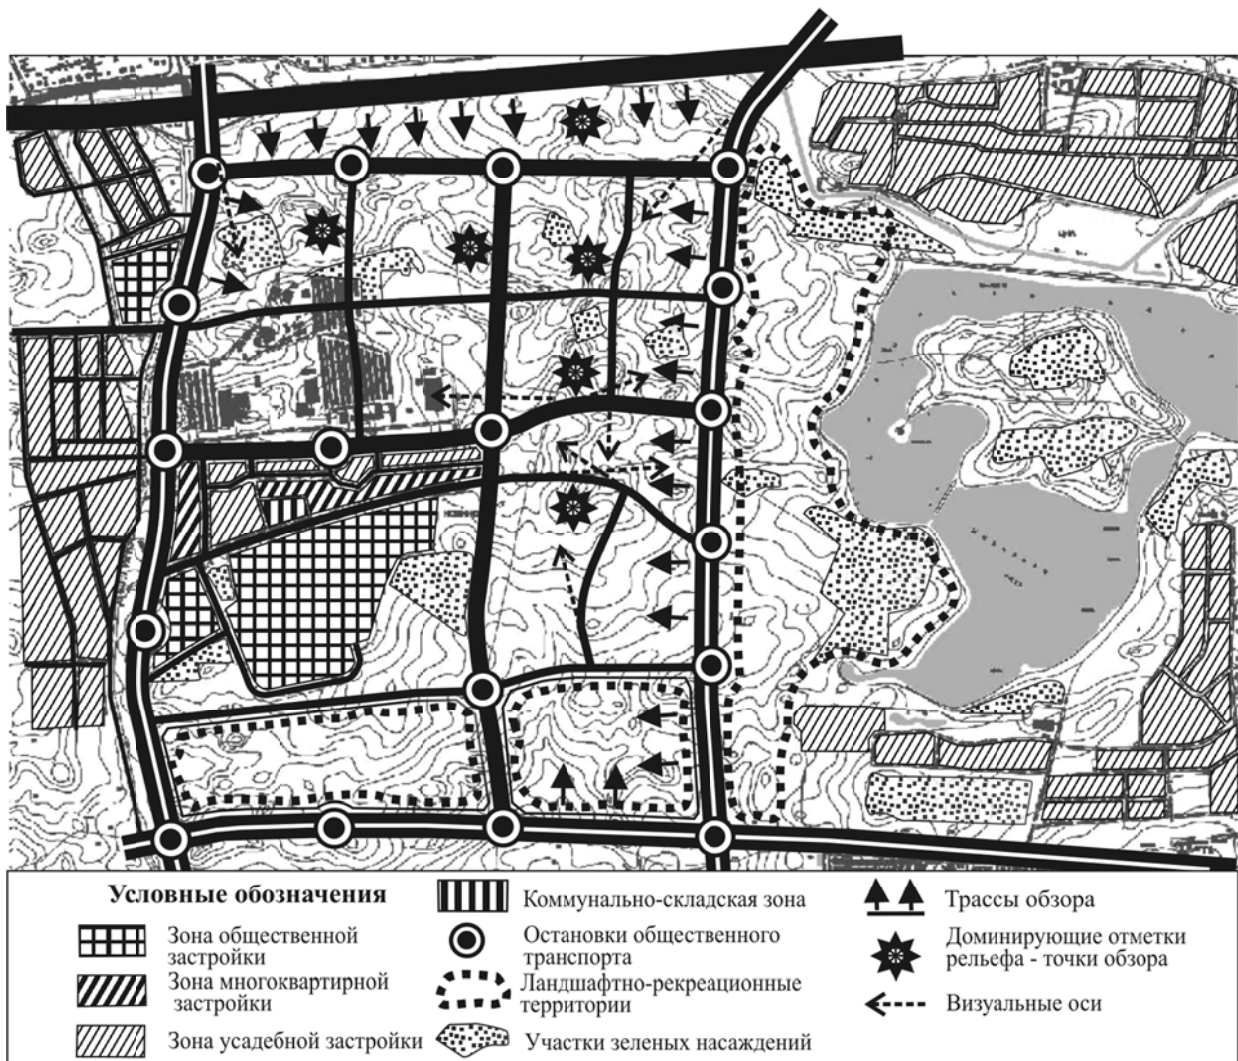 Условные обозначения
Зона общественной
застройки
Зона многоквартирной
застройки
Зона усадебной застройки
Коммунально-складская зона
Остановки общественного
транспорта
Ландшафтно-рекреационные
территории
Участки зеленых насаждений
Трассы обзора
Доминирующие отметки
рельефа - точки обзора
Визуальные оси